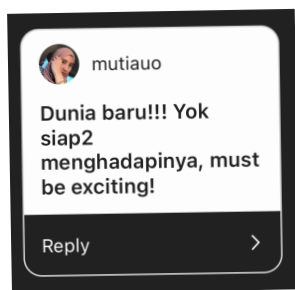 mutiauo
Dunia baru!!! Yok
siap2
menghadapinya, must
be exciting!
Reply